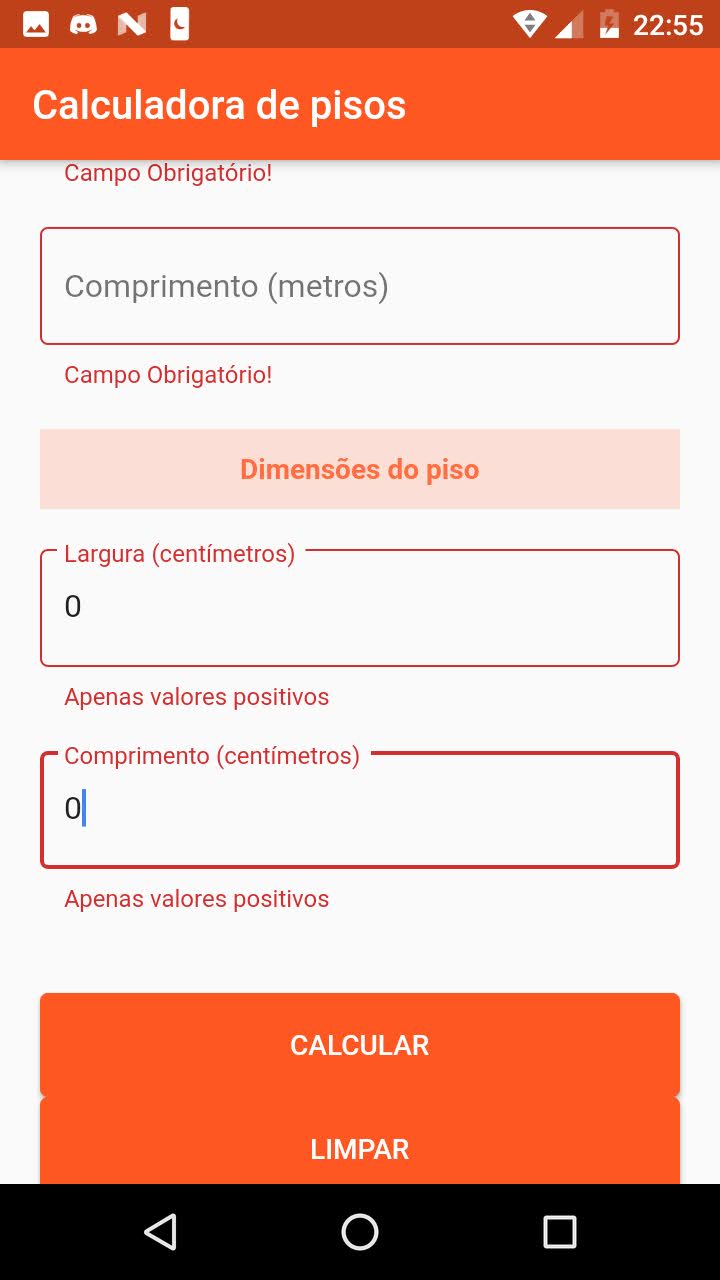 22:55
Calculadora de pisos
Campo Obrigatório!
Comprimento (metros)
Campo Obrigatório!
Dimensões do piso
Largura (centímetros)
0
Apenas valores positivos
Comprimento (centímetros)
0
Apenas valores positivos
CALCULAR
LIMPAR